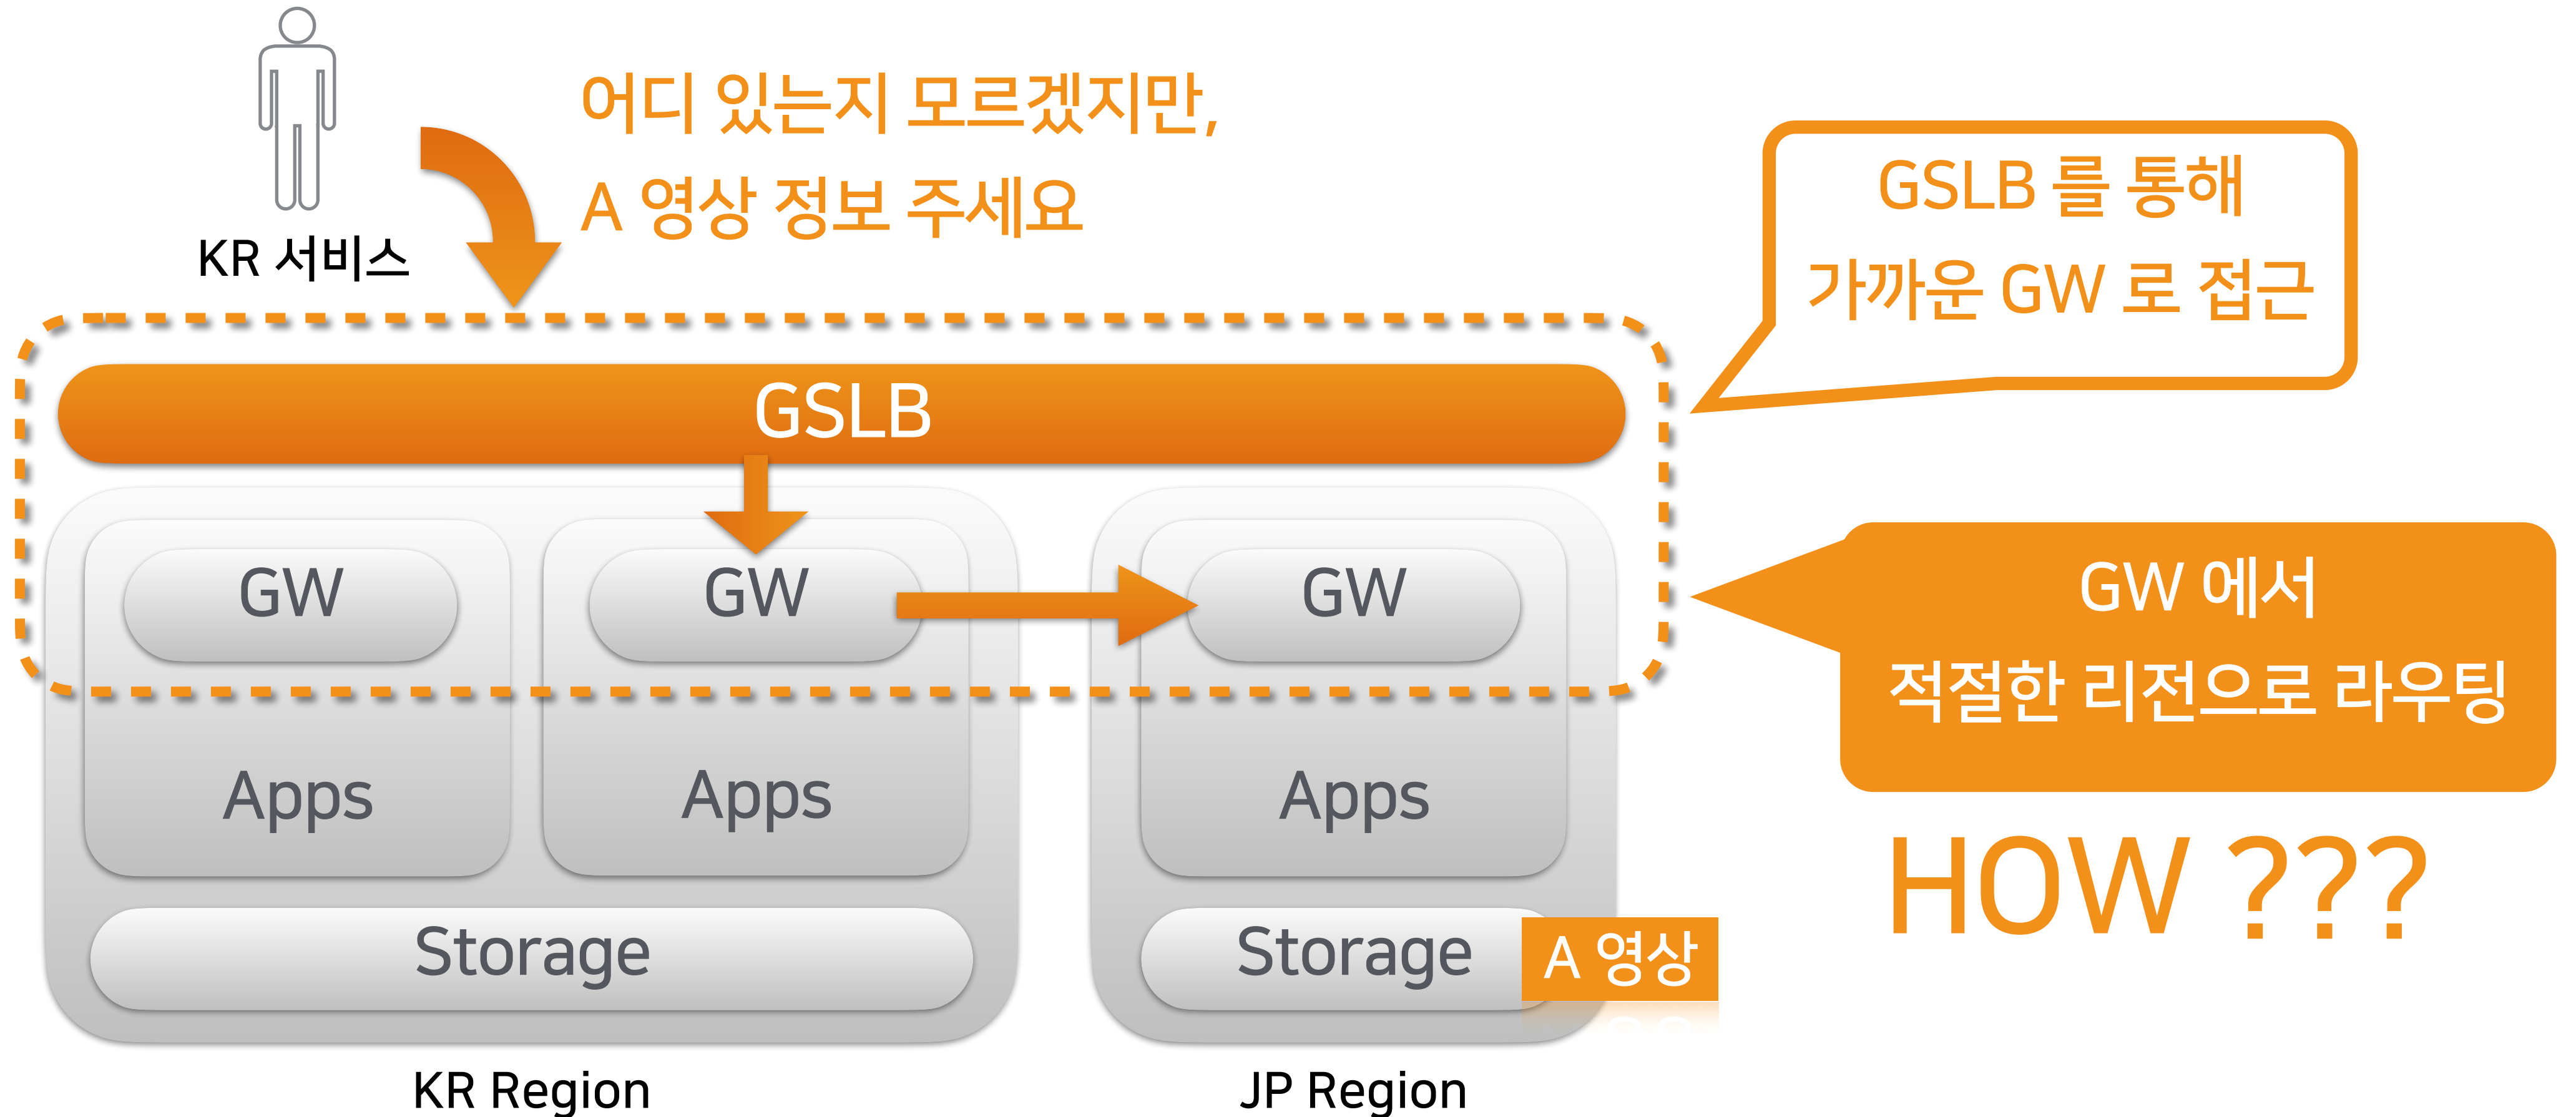 어디 있는지 모르겠지만,
A 영상 정보 주세요
KR 서비스
GSLB 를 통해
가까운 GW 로 접근
GSLB
GW
GW
GW
GW 에서
적절한 리전으로 라우팅
Apps
Apps
Apps
HOW ???
Storage
Storage
A 영상
KR Region
JP Region